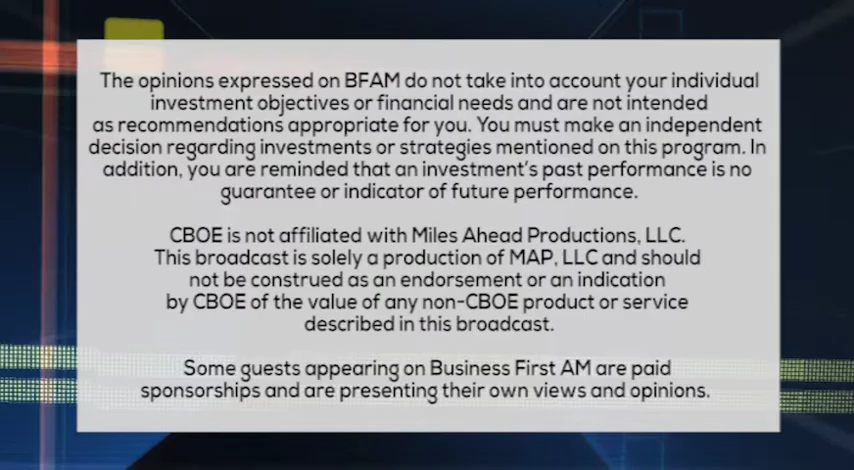 The opinions expressed on BFAM do not take into account your individual
investment objectives or financial needs and are not intended
as recommendations appropriate for you. You must make an independent
decision regarding investments or strategies mentioned on this program. In
addition, you are reminded that an investment's past performance is no
guarantee or indicator of future performance.
CBOE is not affiliated with Miles Ahead Productions, LLC.
This broadcast is solely a production of MAP, LLC and should
not be construed as an endorsement or an indication
by CBOE of the value of any non-CBOE product or service
described in this broadcast.
Some guests appearing on Business First AM are paid
sponsorships and are presenting their own views and opinions.